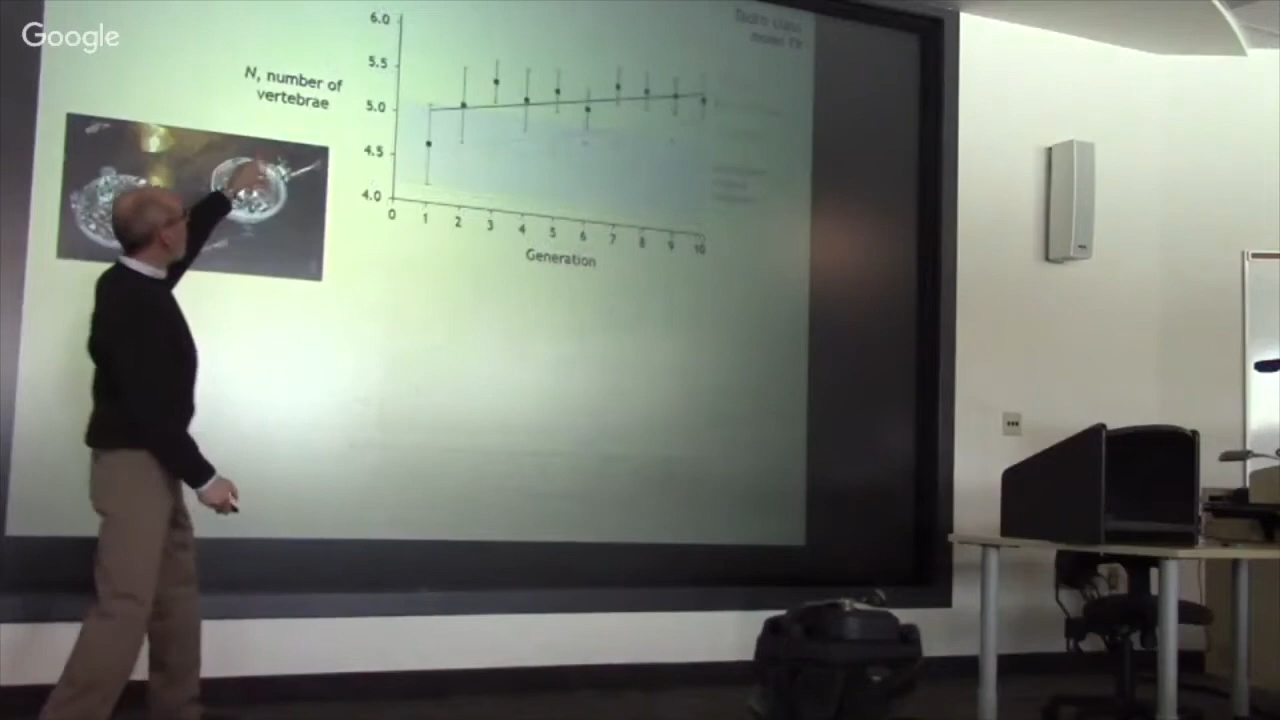 Google
N, number of
vertebrae
6.0
5.5
5.0
4.5
4.0
0 1 2 3 4 5 6 7 8 9 10
Generation